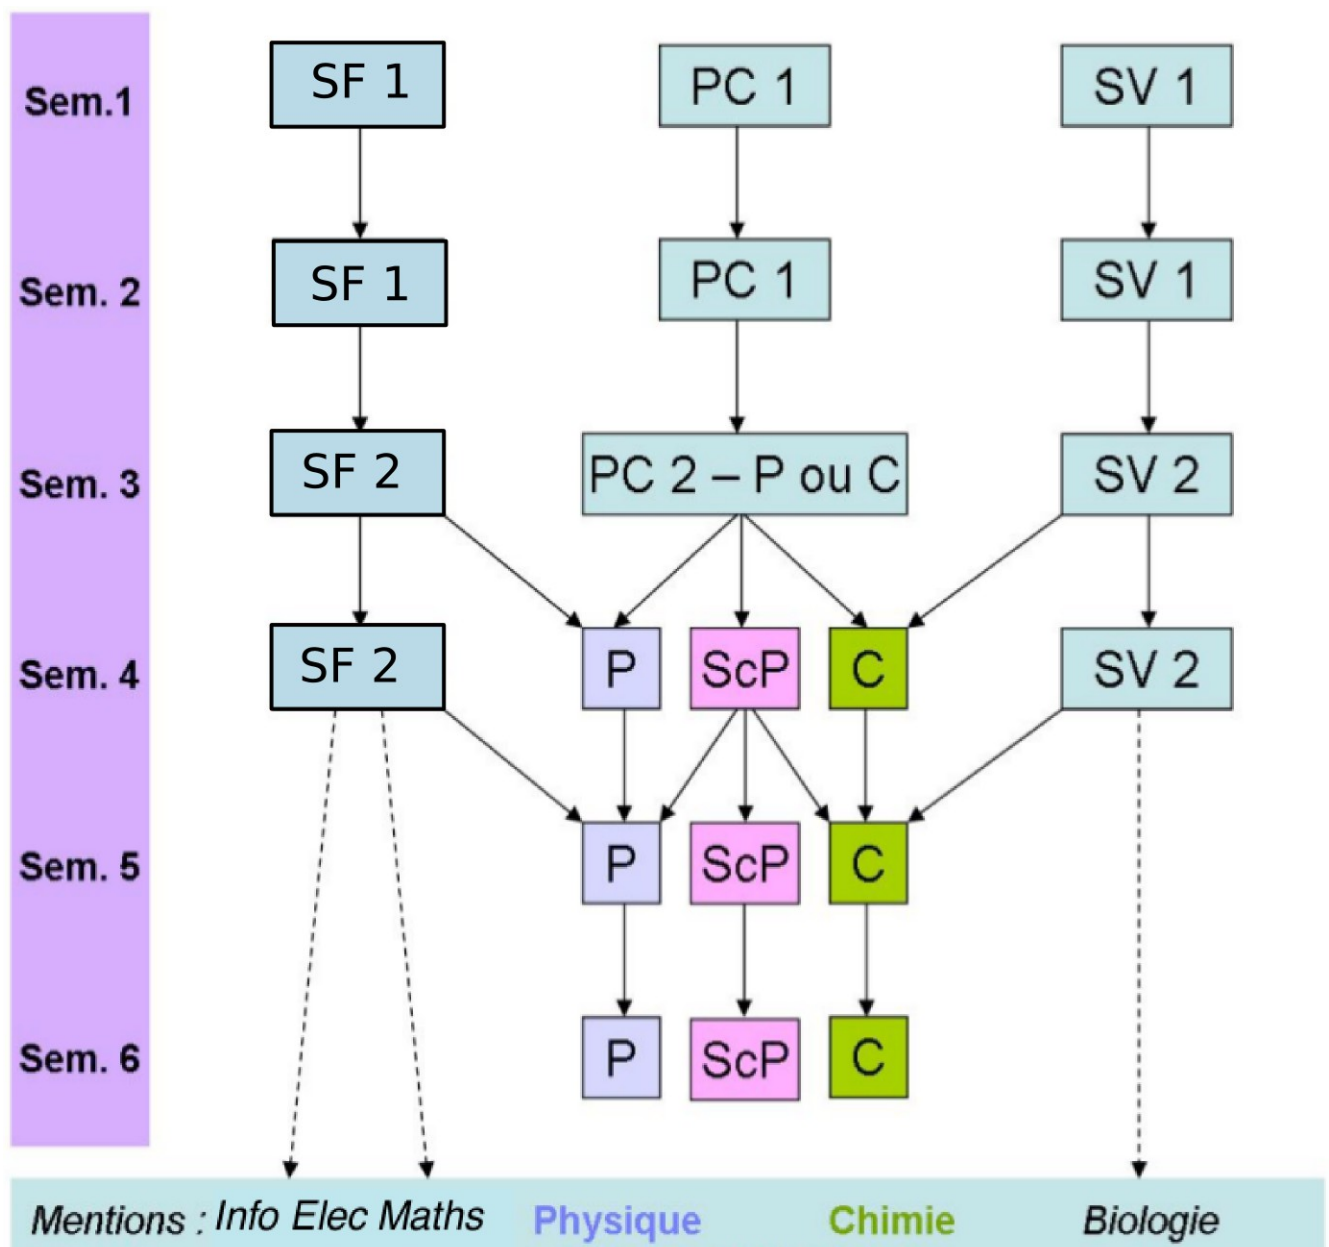 Sem.1
SF 1
PC 1
SV 1
Sem. 2
SF 1
PC 1
SV 1
Sem. 3
SF 2
PC 2 – P ou C
SV 2
Sem. 4
SF 2
P
ScP
C
SV 2
Sem. 5
P
ScP
C
Sem. 6
P
ScP
C
Mentions : Info Elec Maths Physique Chimie Biologie